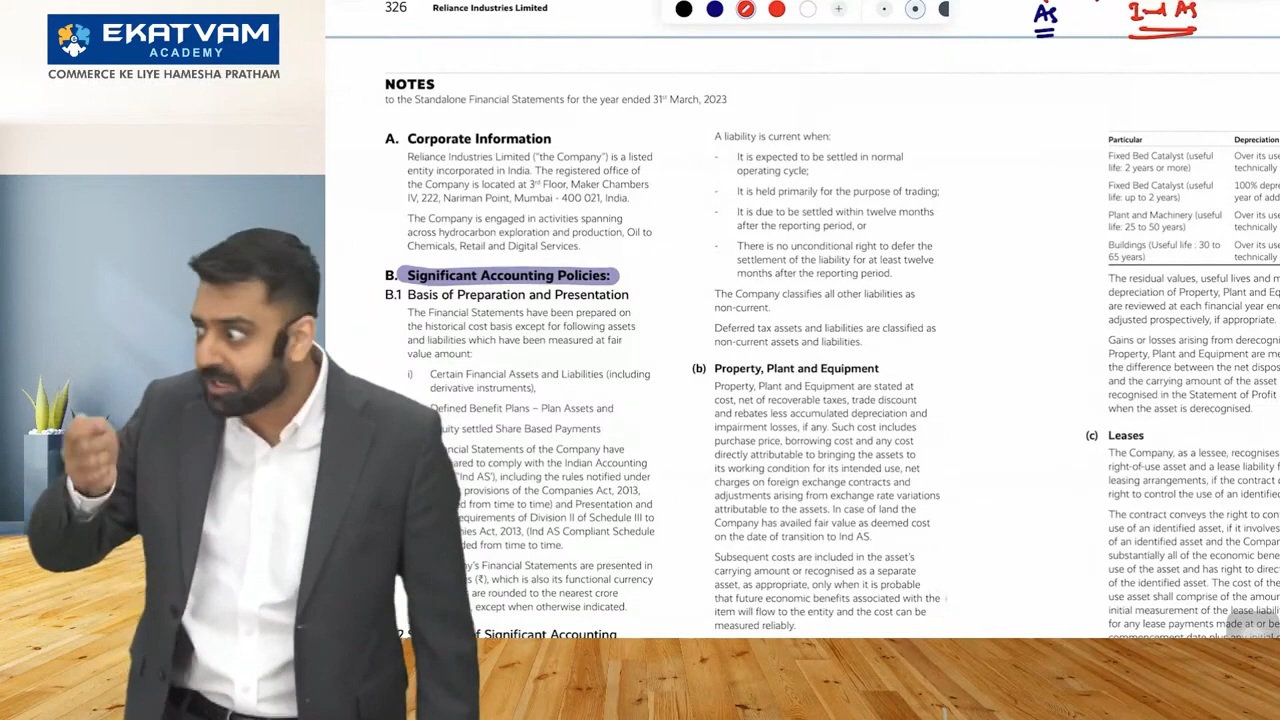 EKATVAM
ACADEMY
COMMERCE KE LIYE HAMESHA PRATHAM
326 Reliance Industries Limited
AS
Ind AS
NOTES
to the Standalone Financial Statements for the year ended 31st March, 2023
A. Corporate Information
Reliance Industries Limited ("the Company") is a listed
entity incorporated in India. The registered office of
the Company is located at 3rd Floor, Maker Chambers
IV, 222, Nariman Point, Mumbai - 400 021, India.
The Company is engaged in activities spanning
across hydrocarbon exploration and production, Oil to
Chemicals, Retail and Digital Services.
B. Significant Accounting Policies:
B.1 Basis of Preparation and Presentation
The Financial Statements have been prepared on
the historical cost basis except for following assets
and liabilities which have been measured at fair
value amount:
i) Certain Financial Assets and Liabilities (including
derivative instruments),
Defined Benefit Plans – Plan Assets and
settled Share Based Payments
Statements of the Company have
to comply with the Indian Accounting
('Ind AS'), including the rules notified under
provisions of the Companies Act, 2013,
from time to time) and Presentation and
of Division II of Schedule III to
Act, 2013, (Ind AS Compliant Schedule
from time to time.
Financial Statements are presented in
(₹), which is also its functional currency
are rounded to the nearest crore
, except when otherwise indicated.
of Significant Accounting
A liability is current when:
- It is expected to be settled in normal
operating cycle;
- It is held primarily for the purpose of trading;
- It is due to be settled within twelve months
after the reporting period, or
- There is no unconditional right to defer the
settlement of the liability for at least twelve
months after the reporting period.
The Company classifies all other liabilities as
non-current.
Deferred tax assets and liabilities are classified as
non-current assets and liabilities.
(b) Property, Plant and Equipment
Property, Plant and Equipment are stated at
cost, net of recoverable taxes, trade discount
and rebates less accumulated depreciation and
impairment losses, if any. Such cost includes
purchase price, borrowing cost and any cost
directly attributable to bringing the assets to
its working condition for its intended use, net
charges on foreign exchange contracts and
adjustments arising from exchange rate variations
attributable to the assets. In case of land the
Company has availed fair value as deemed cost
on the date of transition to Ind AS.
Subsequent costs are included in the asset's
carrying amount or recognised as a separate
asset, as appropriate, only when it is probable
that future economic benefits associated with the
item will flow to the entity and the cost can be
measured reliably.
Particular Depreciation
Fixed Bed Catalyst (useful Over its use
life: 2 years or more) technically
Fixed Bed Catalyst (useful 100% depre
life: up to 2 years) year of add
Plant and Machinery (useful Over its use
life: 25 to 50 years) technically
Buildings (Useful life : 30 to Over its use
65 years) technically
The residual values, useful lives and m
depreciation of Property, Plant and Eq
are reviewed at each financial year en
adjusted prospectively, if appropriate.
Gains or losses arising from derecogni
Property, Plant and Equipment are me
the difference between the net dispos
and the carrying amount of the asset
recognised in the Statement of Profit
when the asset is derecognised.
(c) Leases
The Company, as a lessee, recognises
right-of-use asset and a lease liability f
leasing arrangements, if the contract c
right to control the use of an identified
The contract conveys the right to cont
use of an identified asset, if it involves
of an identified asset and the Compan
substantially all of the economic bene
use of the asset and has right to direct
of the identified asset. The cost of the
use asset shall comprise of the amoun
initial measurement of the lease liabili
for any lease payments made at or be
commencement date plus any initial